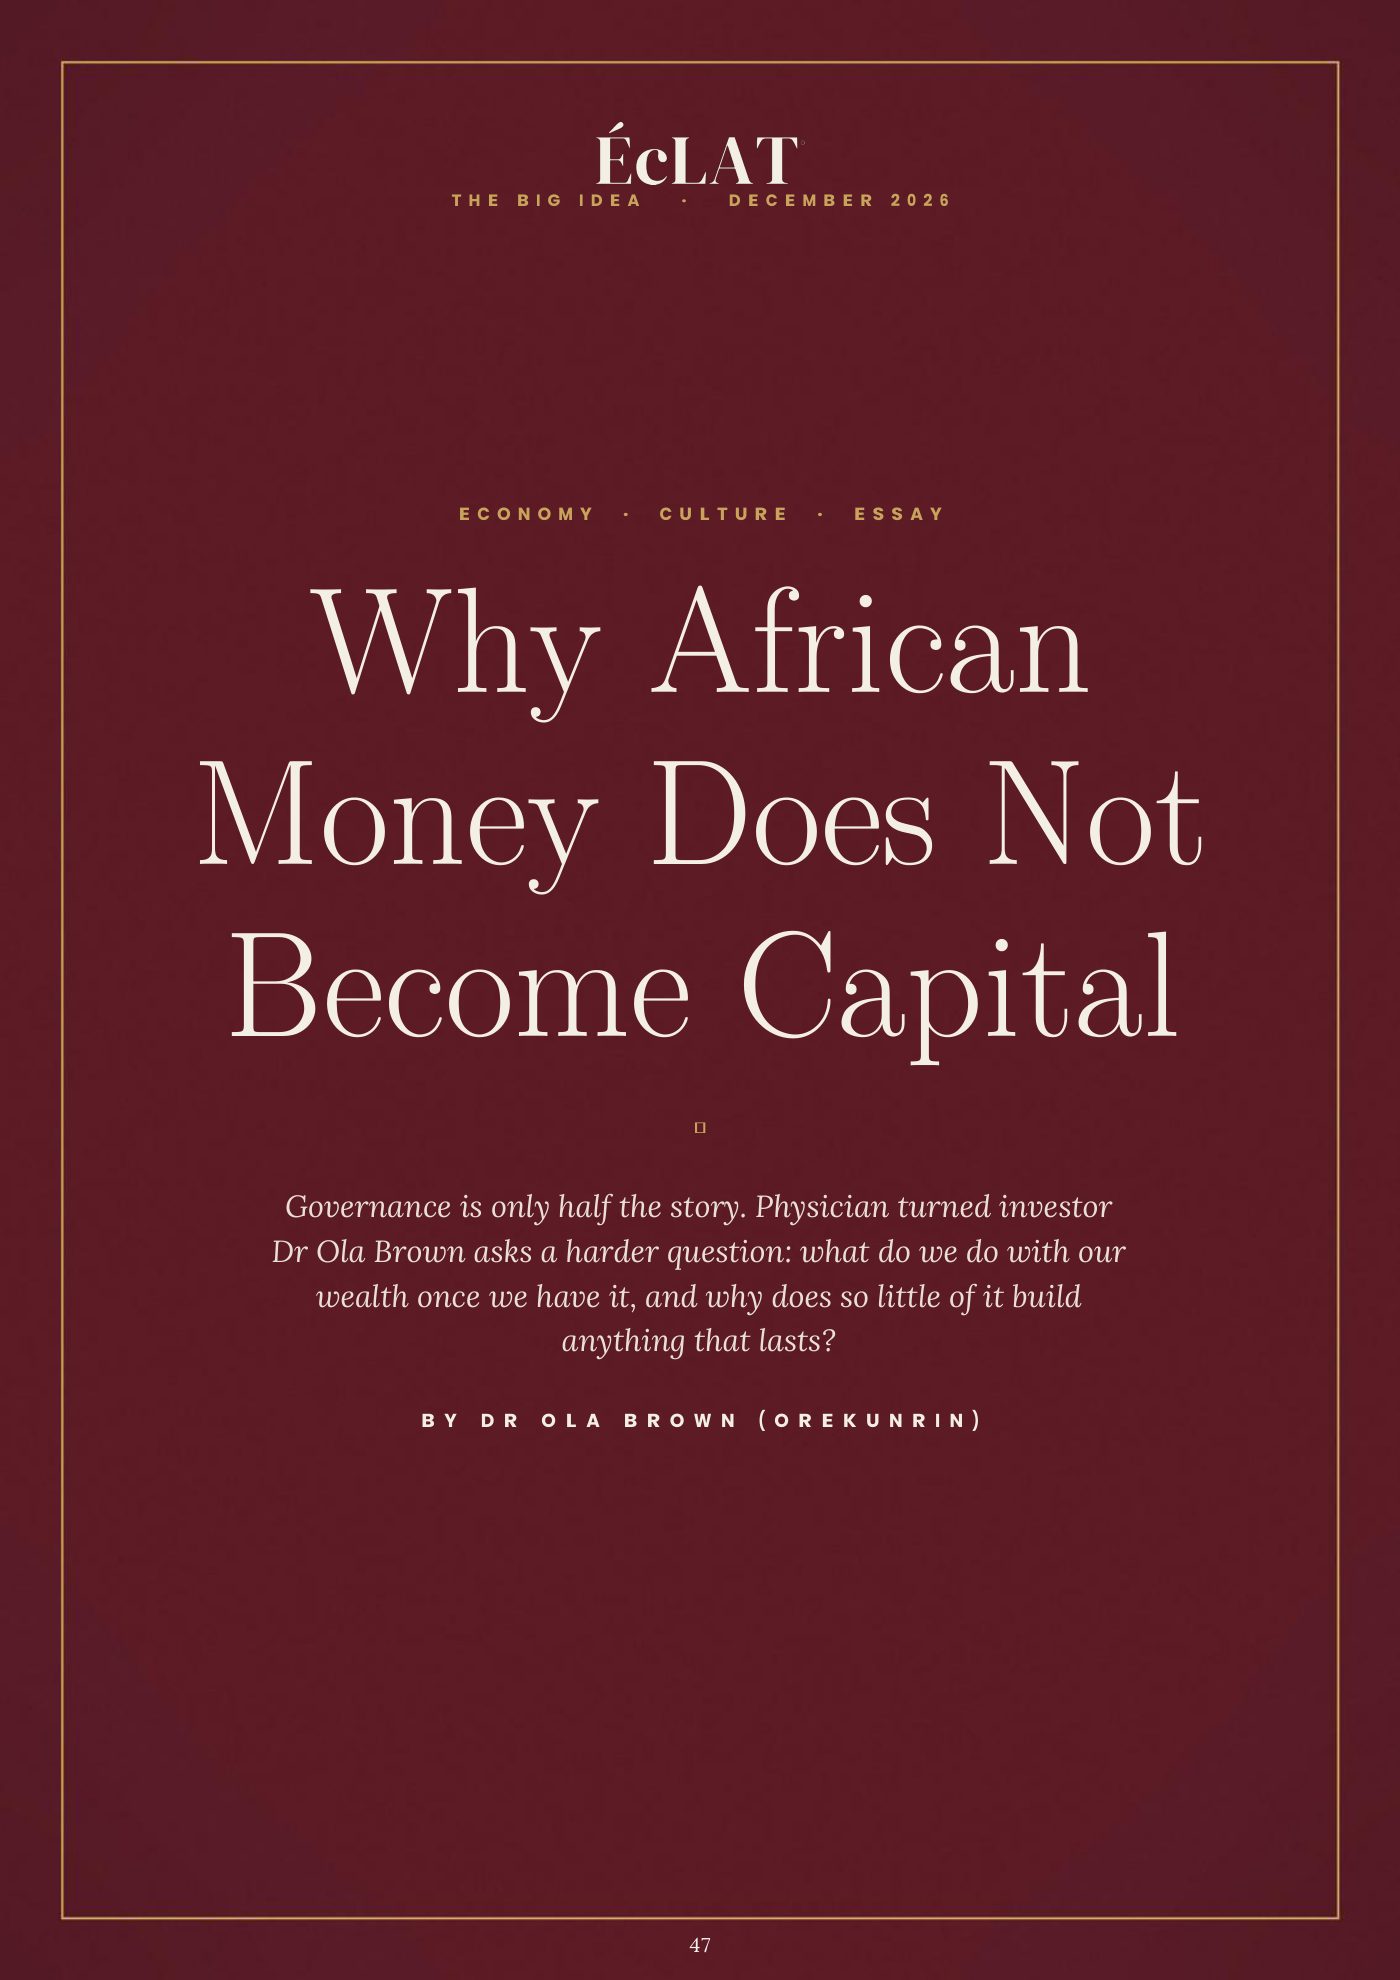 ÉcLAT
THE BIG IDEA · DECEMBER 2026
ECONOMY · CULTURE · ESSAY
Why African
Money Does Not
Become Capital
Governance is only half the story. Physician turned investor
Dr Ola Brown asks a harder question: what do we do with our
wealth once we have it, and why does so little of it build
anything that lasts?
BY DR OLA BROWN (OREKUNRIN)
47